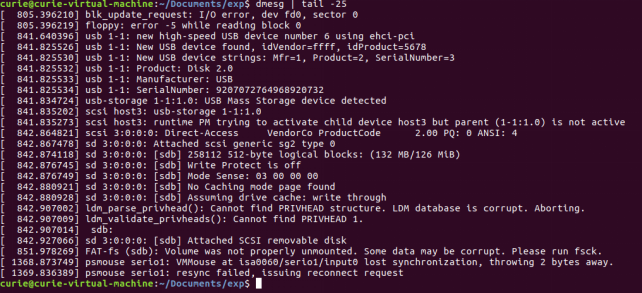 curie@curie-virtual-machine:~/Documents/exp$ dmesg | tail -25
[  805.396210] blk_update_request: I/O error, dev fd0, sector 0
[  805.396219] floppy: error -5 while reading block 0
[  841.640396] usb 1-1: new high-speed USB device number 6 using ehci-pci
[  841.825526] usb 1-1: New USB device found, idVendor=ffff, idProduct=5678
[  841.825530] usb 1-1: New USB device strings: Mfr=1, Product=2, SerialNumber=3
[  841.825532] usb 1-1: Product: Disk 2.0
[  841.825533] usb 1-1: Manufacturer: USB
[  841.825534] usb 1-1: SerialNumber: 9207072764968920732
[  841.834724] usb-storage 1-1:1.0: USB Mass Storage device detected
[  841.835202] scsi host3: usb-storage 1-1:1.0
[  841.835273] scsi host3: runtime PM trying to activate child device host3 but parent (1-1:1.0) is not active
[  842.864821] scsi 3:0:0:0: Direct-Access     VendorCo ProductCode      2.00 PQ: 0 ANSI: 4
[  842.867478] sd 3:0:0:0: Attached scsi generic sg2 type 0
[  842.874118] sd 3:0:0:0: [sdb] 258112 512-byte logical blocks: (132 MB/126 MiB)
[  842.876745] sd 3:0:0:0: [sdb] Write Protect is off
[  842.876749] sd 3:0:0:0: [sdb] Mode Sense: 03 00 00 00
[  842.880921] sd 3:0:0:0: [sdb] No Caching mode page found
[  842.880928] sd 3:0:0:0: [sdb] Assuming drive cache: write through
[  842.907002] ldm_parse_privhead(): Cannot find PRIVHEAD structure. LDM database is corrupt. Aborting.
[  842.907009] ldm_validate_privheads(): Cannot find PRIVHEAD 1.
[  842.907014]  sdb:
[  842.927066] sd 3:0:0:0: [sdb] Attached SCSI removable disk
[  851.978269] FAT-fs (sdb): Volume was not properly unmounted. Some data may be corrupt. Please run fsck.
[ 1368.873749] psmouse serio1: VMMouse at isa0060/serio1/input0 lost synchronization, throwing 2 bytes away.
[ 1369.836389] psmouse serio1: resync failed, issuing reconnect request
curie@curie-virtual-machine:~/Documents/exp$